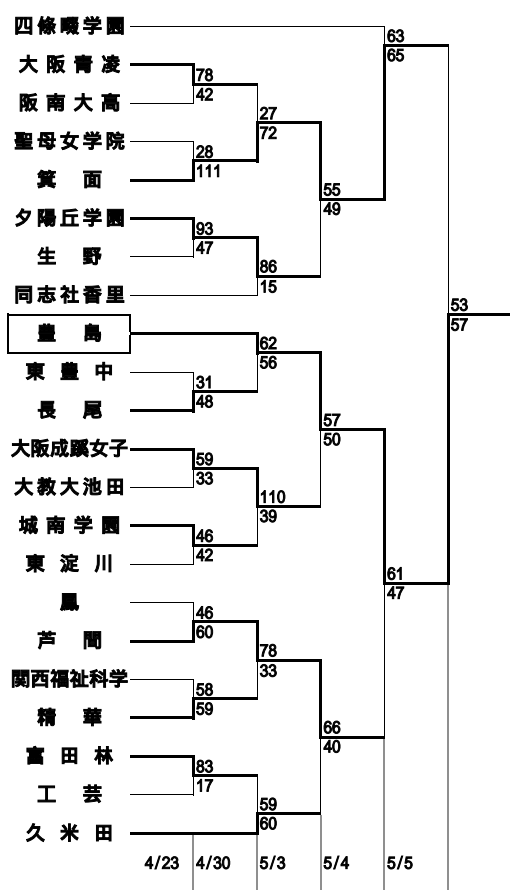 四條畷学園
63
65
大阪青凌
78
42
阪南大高
27
72
聖母女学院
28
111
箕面
55
49
夕陽丘学園
93
47
生野
86
15
同志社香里
53
57
豊島
62
56
東豊中
31
48
長尾
57
50
大阪成蹊女子
59
33
大教大池田
110
39
城南学園
46
42
東淀川
61
47
鳳
46
60
芦間
78
33
関西福祉科学
58
59
精華
66
40
富田林
83
17
工芸
59
60
久米田
4/23 4/30 5/3 5/4 5/5